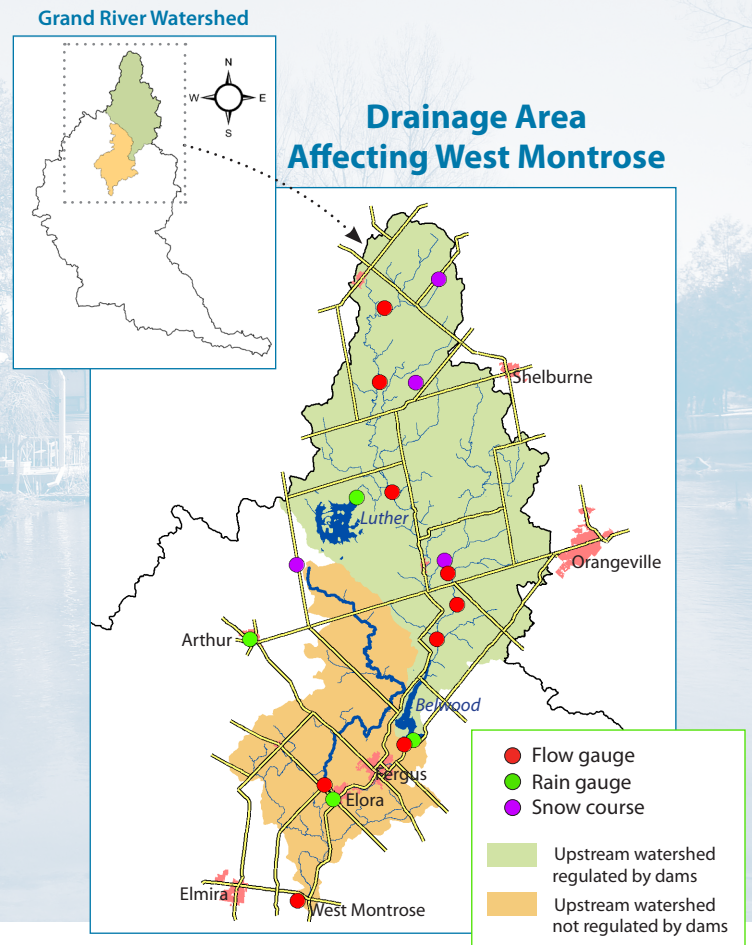 Grand River Watershed
N
W
E
S
Drainage Area
Affecting West Montrose
Shelburne
Luther
Orangeville
Arthur
Belwood
Fergus
Elora
Elmira
West Montrose
Flow gauge
Rain gauge
Snow course
Upstream watershed
regulated by dams
Upstream watershed
not regulated by dams